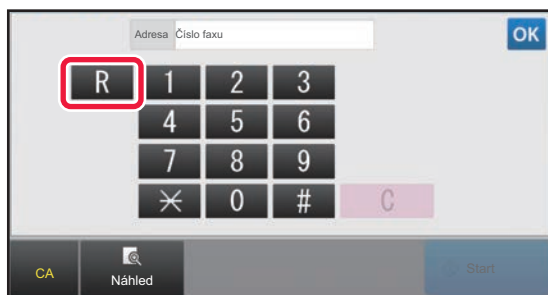 Adresa Číslo faxu OK
R 1 2 3
4 5 6
7 8 9
* 0 # C
CA Náhled Start